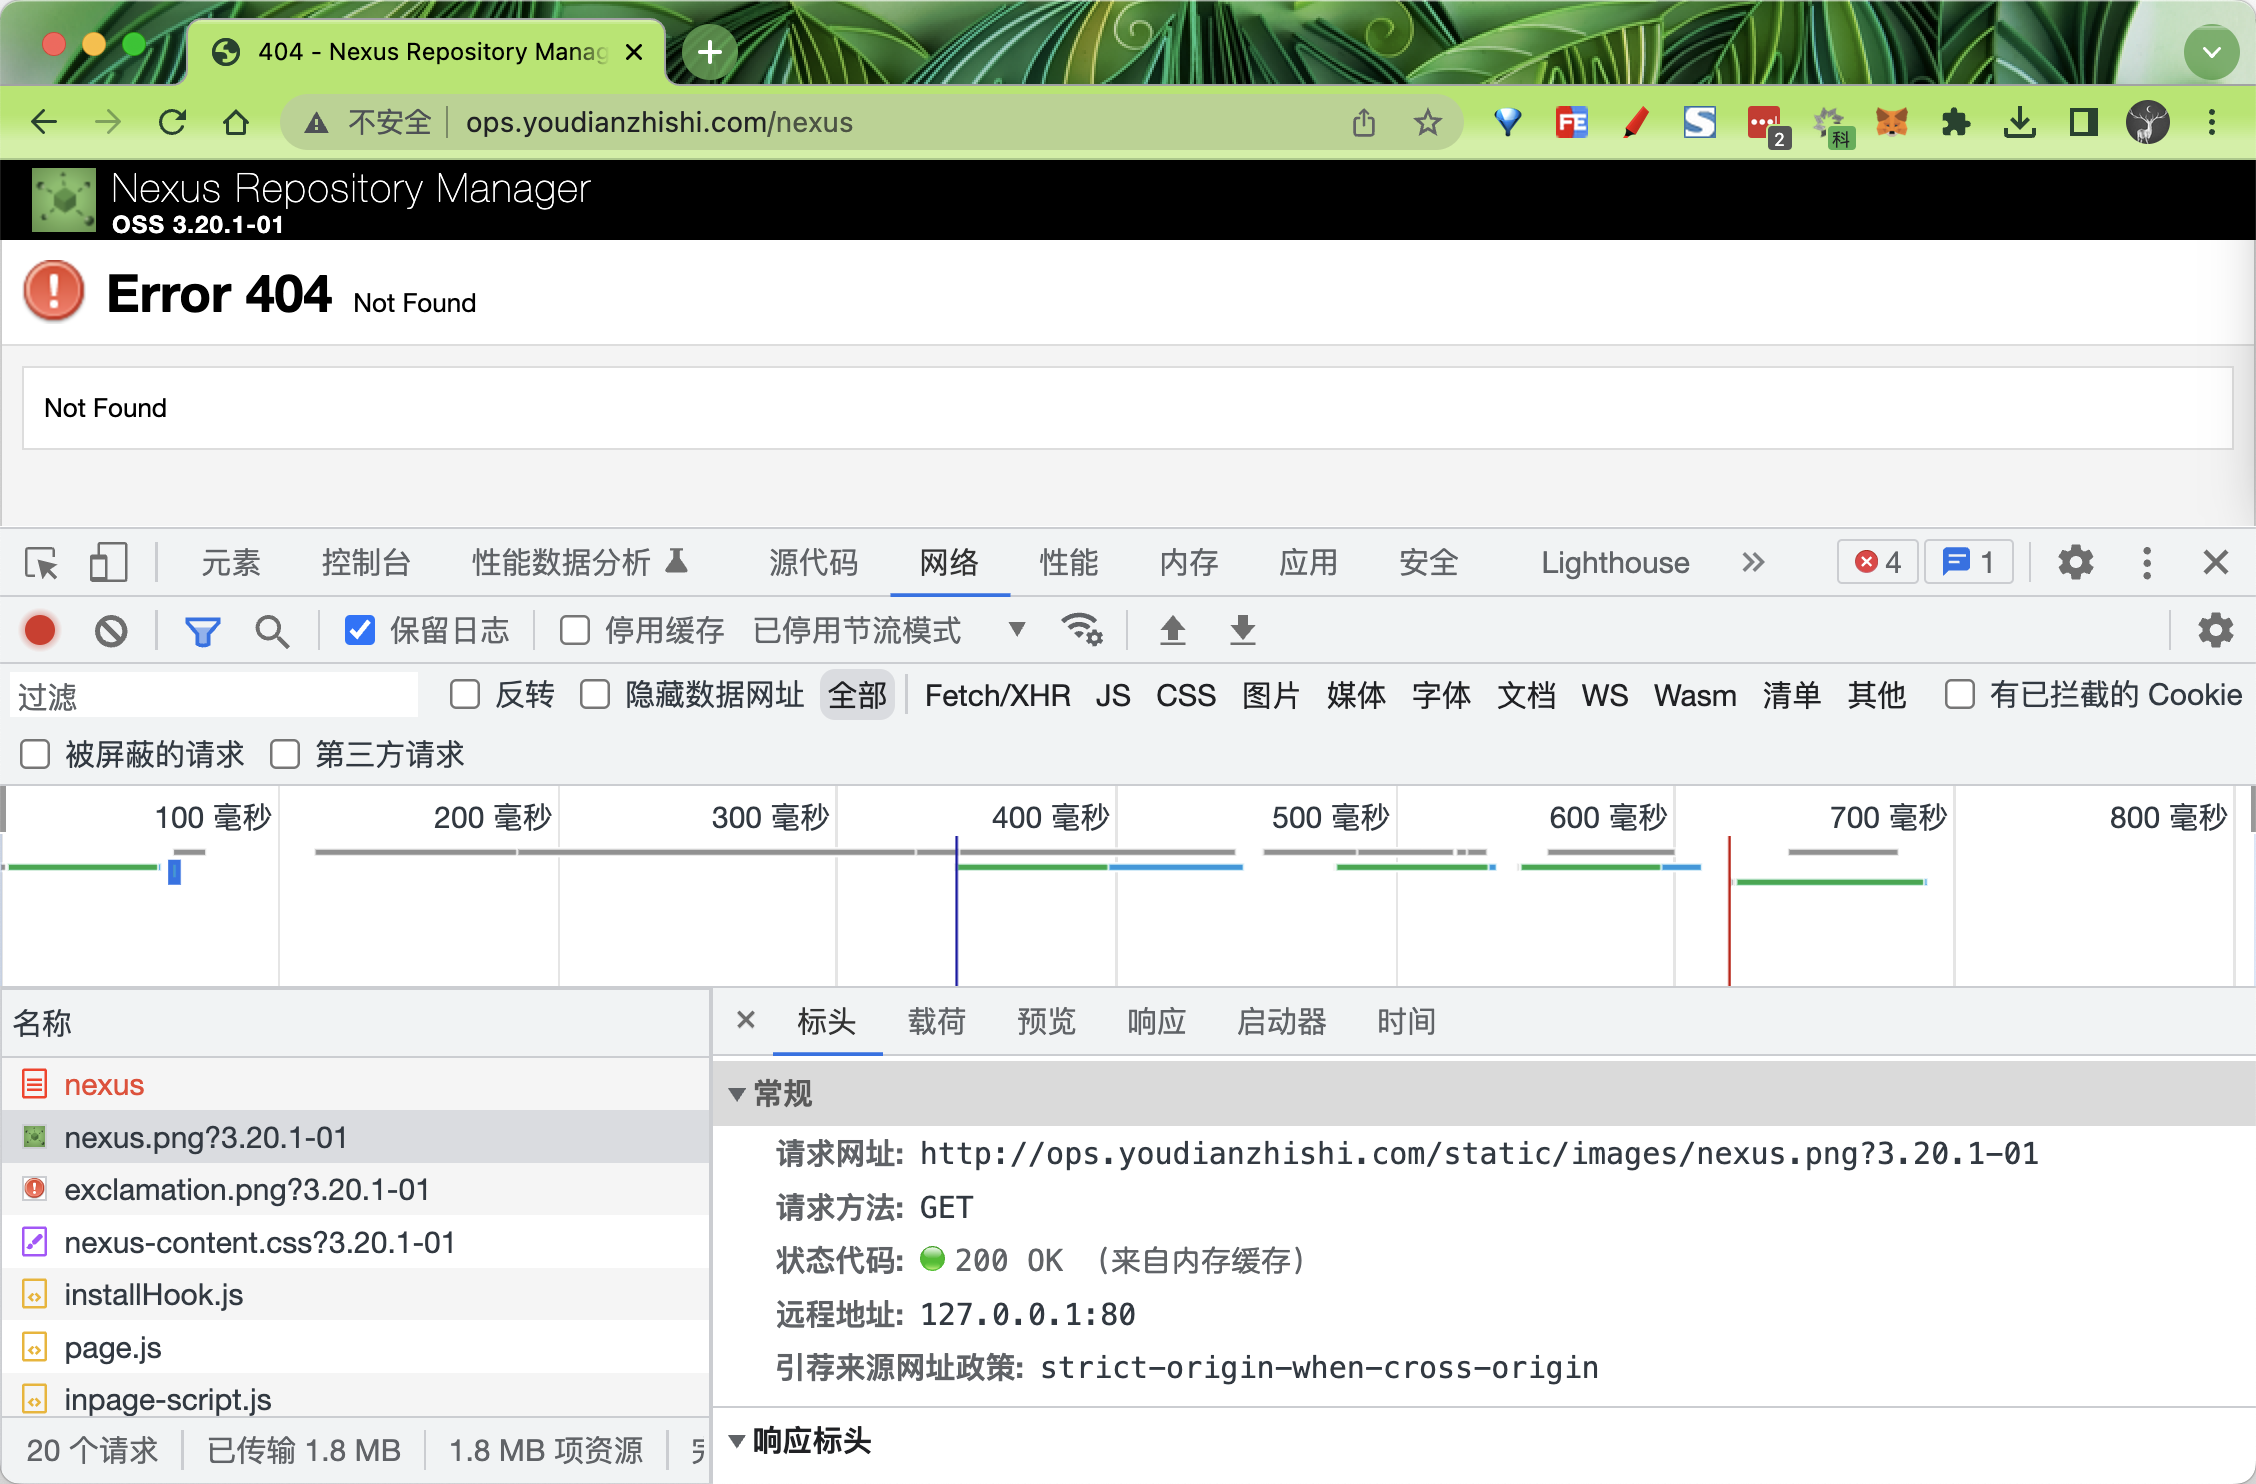 404 - Nexus Repository Manag
不安全 ops.youdianzhishi.com/nexus
FE
2
科
Nexus Repository Manager
OSS 3.20.1-01
Error 404 Not Found
Not Found
元素 控制台 性能数据分析 源代码 网络 性能 内存 应用 安全 Lighthouse 4 1
保留日志 停用缓存 已停用节流模式
过滤 反转 隐藏数据网址 全部 Fetch/XHR JS CSS 图片 媒体 字体 文档 WS Wasm 清单 其他 有已拦截的 Cookie
被屏蔽的请求 第三方请求
100 毫秒 200 毫秒 300 毫秒 400 毫秒 500 毫秒 600 毫秒 700 毫秒 800 毫秒
名称
nexus
nexus.png?3.20.1-01
exclamation.png?3.20.1-01
nexus-content.css?3.20.1-01
installHook.js
page.js
inpage-script.js
20 个请求 已传输 1.8 MB 1.8 MB 项资源
标头 载荷 预览 响应 启动器 时间
常规
请求网址: http://ops.youdianzhishi.com/static/images/nexus.png?3.20.1-01
请求方法: GET
状态代码: 200 OK （来自内存缓存）
远程地址: 127.0.0.1:80
引荐来源网址政策: strict-origin-when-cross-origin
响应标头